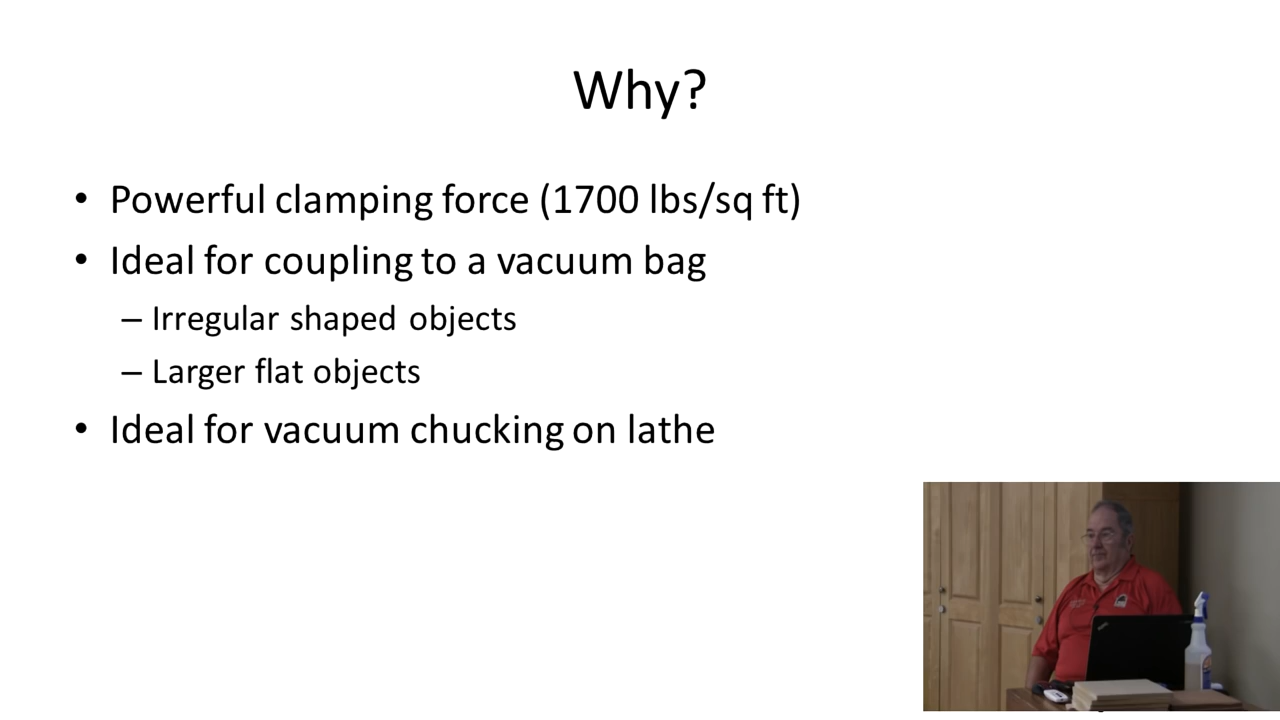 Why?
• Powerful clamping force (1700 lbs/sq ft)
• Ideal for coupling to a vacuum bag
– Irregular shaped objects
– Larger flat objects
• Ideal for vacuum chucking on lathe